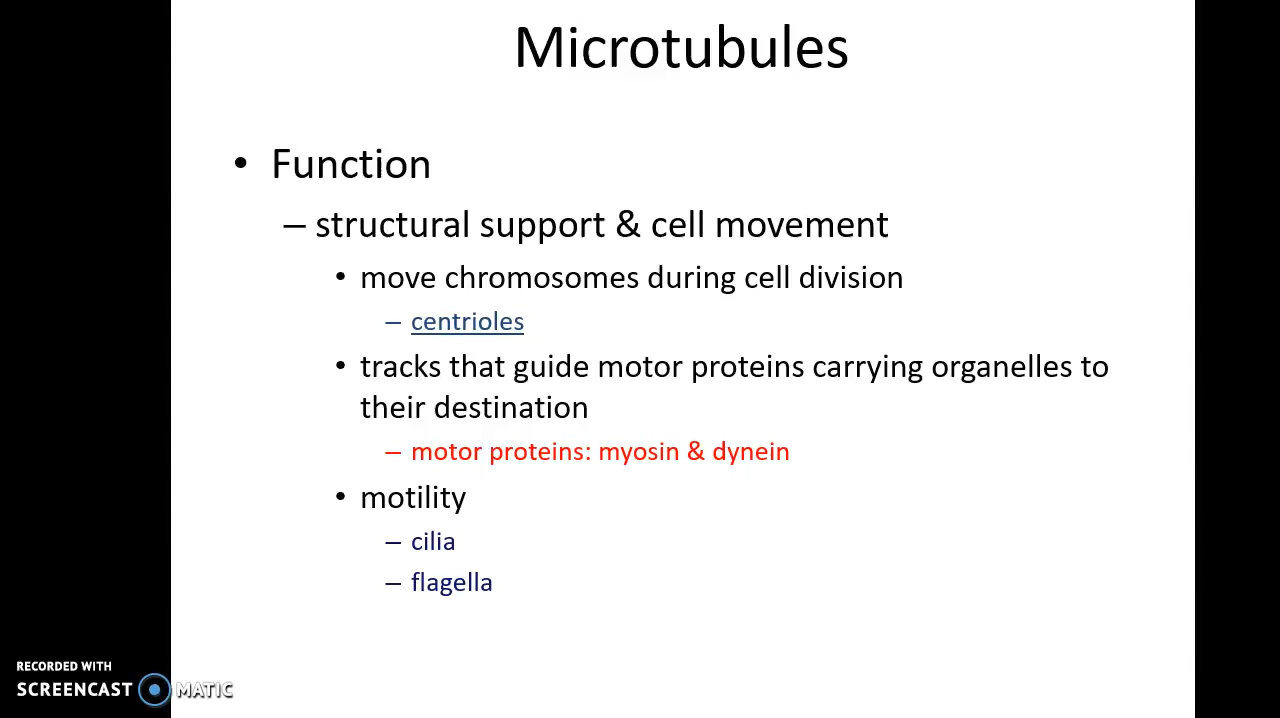 Microtubules
• Function
– structural support & cell movement
• move chromosomes during cell division
– centrioles
• tracks that guide motor proteins carrying organelles to
their destination
– motor proteins: myosin & dynein
• motility
– cilia
– flagella
RECORDED WITH
SCREENCAST MATIC